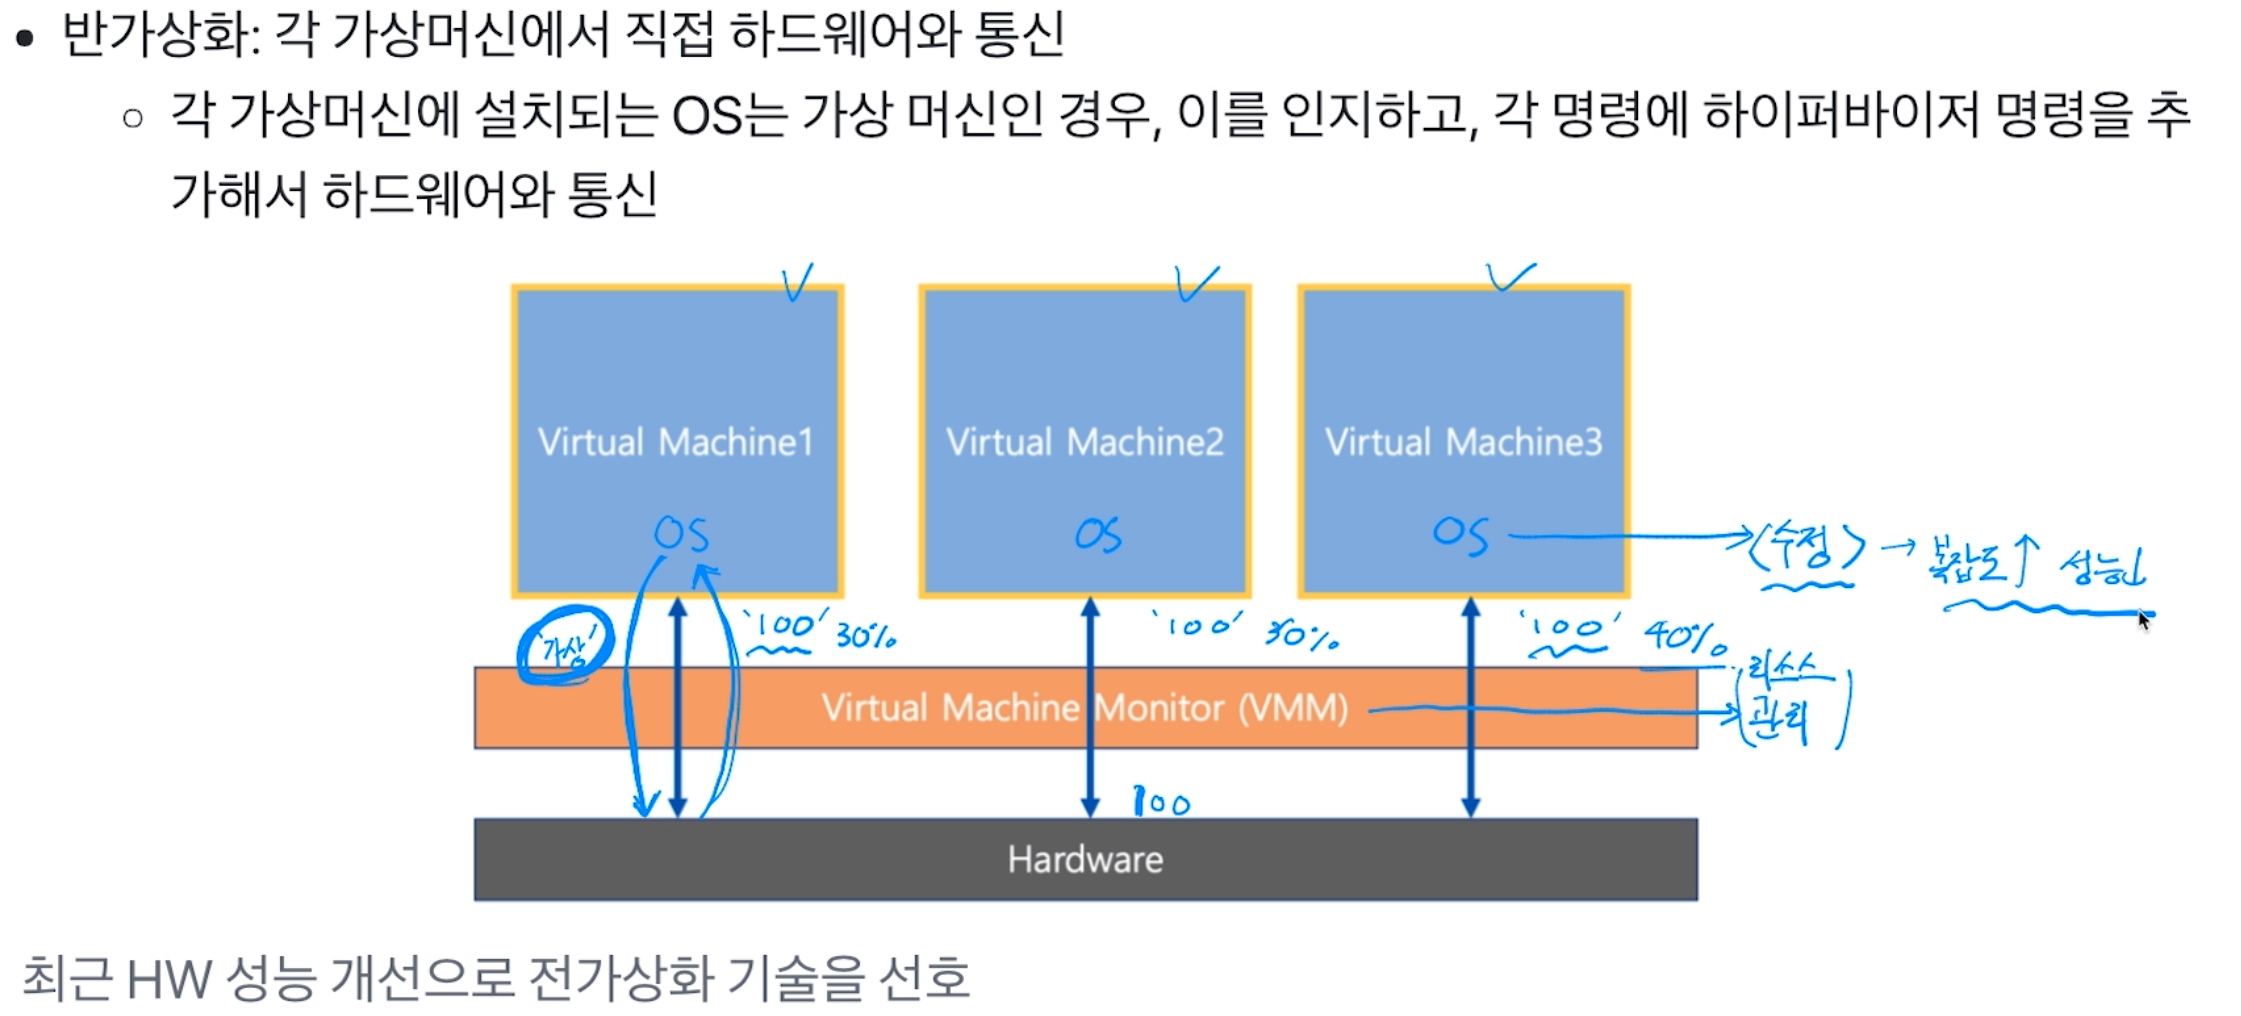 • 반가상화: 각 가상머신에서 직접 하드웨어와 통신
○ 각 가상머신에 설치되는 OS는 가상 머신인 경우, 이를 인지하고, 각 명령에 하이퍼바이저 명령을 추
가해서 하드웨어와 통신
Virtual Machine1
Virtual Machine2
Virtual Machine3
OS
OS
OS → (수정) → 복잡도↑ 성능↓
'가상'
'100' 30%
'100' 30%
'100' 40%
Virtual Machine Monitor (VMM) → (리소스
관리)
100
Hardware
최근 HW 성능 개선으로 전가상화 기술을 선호